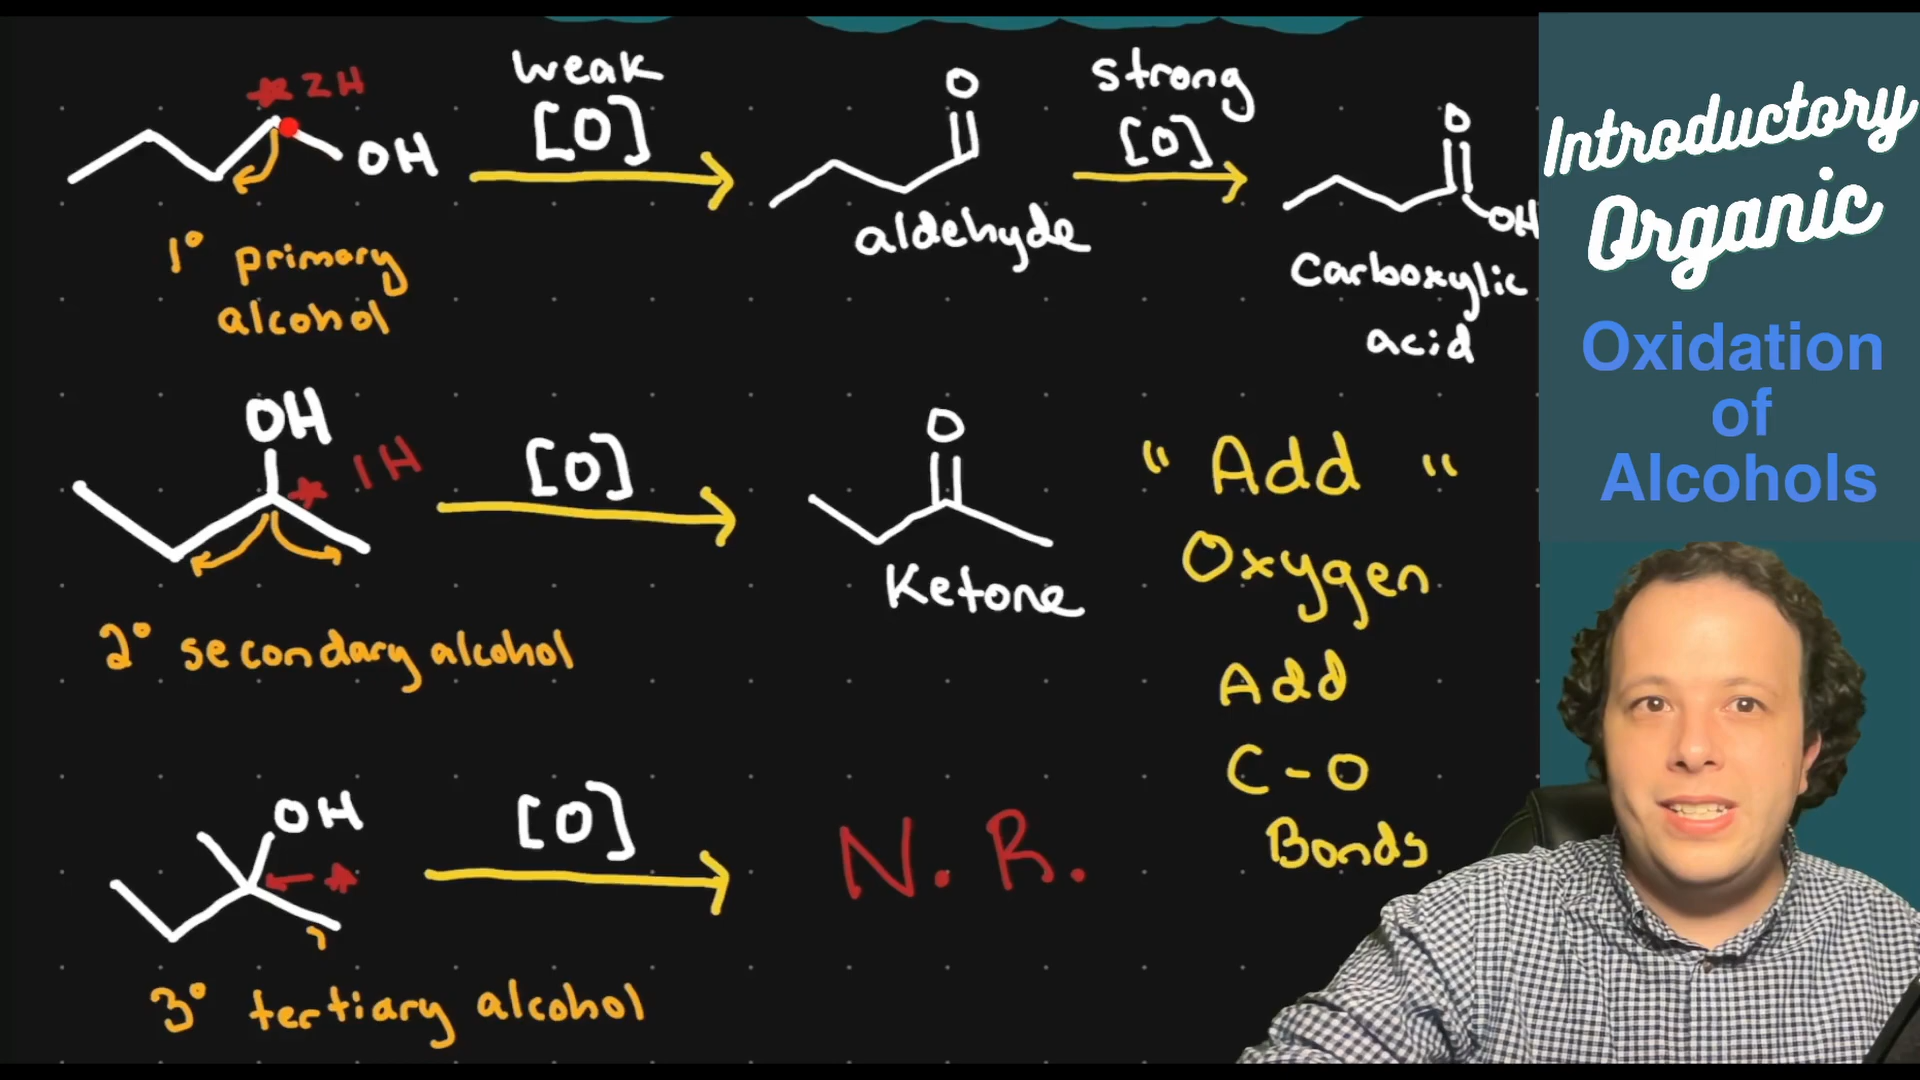 2H
OH
weak
[O]
O
aldehyde
strong
[O]
O
OH
Carboxylic
acid
1° primary
alcohol
OH
1H
[O]
O
Ketone
2° secondary alcohol
OH
[O]
N.R.
3° tertiary alcohol
"Add"
Oxygen
Add
C-O
Bonds
Introductory
Organic
Oxidation
of
Alcohols